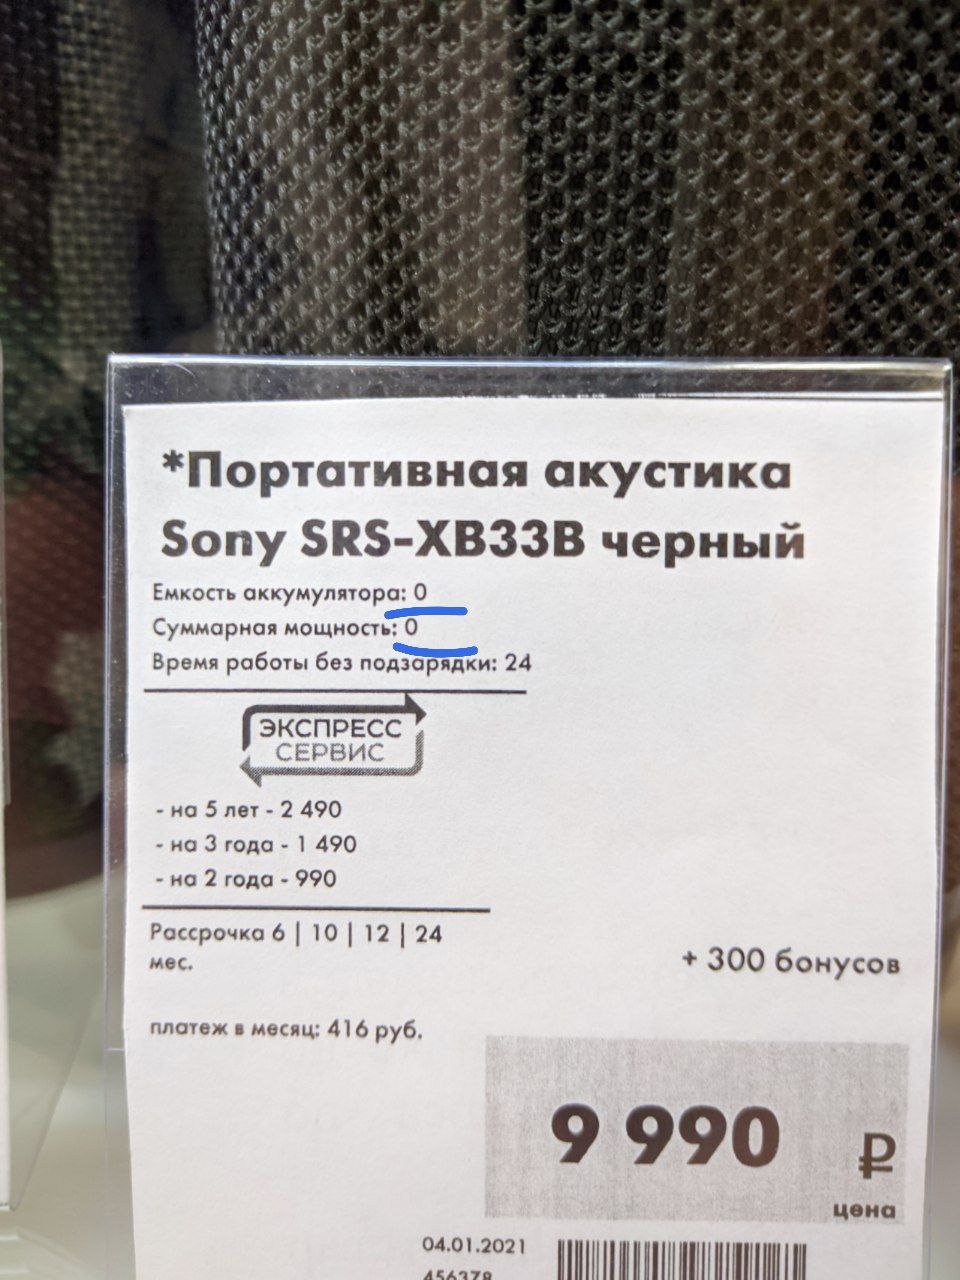 *Портативная акустика
Sony SRS-XB33B черный
Емкость аккумулятора: 0
Суммарная мощность: 0
Время работы без подзарядки: 24
ЭКСПРЕСС
СЕРВИС
- на 5 лет - 2 490
- на 3 года - 1 490
- на 2 года - 990
Рассрочка 6 | 10 | 12 | 24
мес.
+ 300 бонусов
платеж в месяц: 416 руб.
9 990 ₽
цена
04.01.2021
456378